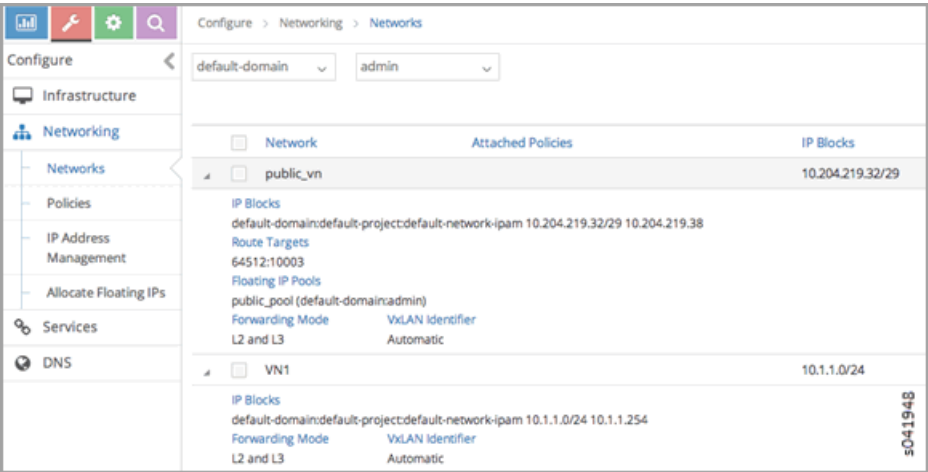 Configure > Networking > Networks
Configure
default-domain admin
Infrastructure
Networking
Networks
Policies
IP Address
Management
Allocate Floating IPs
Services
DNS
Network Attached Policies IP Blocks
public_vn 10.204.219.32/29
IP Blocks
default-domain:default-project:default-network-ipam 10.204.219.32/29 10.204.219.38
Route Targets
64512:10003
Floating IP Pools
public_pool (default-domain:admin)
Forwarding Mode VxLAN Identifier
L2 and L3 Automatic
VN1 10.1.1.0/24
IP Blocks
default-domain:default-project:default-network-ipam 10.1.1.0/24 10.1.1.254
Forwarding Mode VxLAN Identifier
L2 and L3 Automatic
s041948